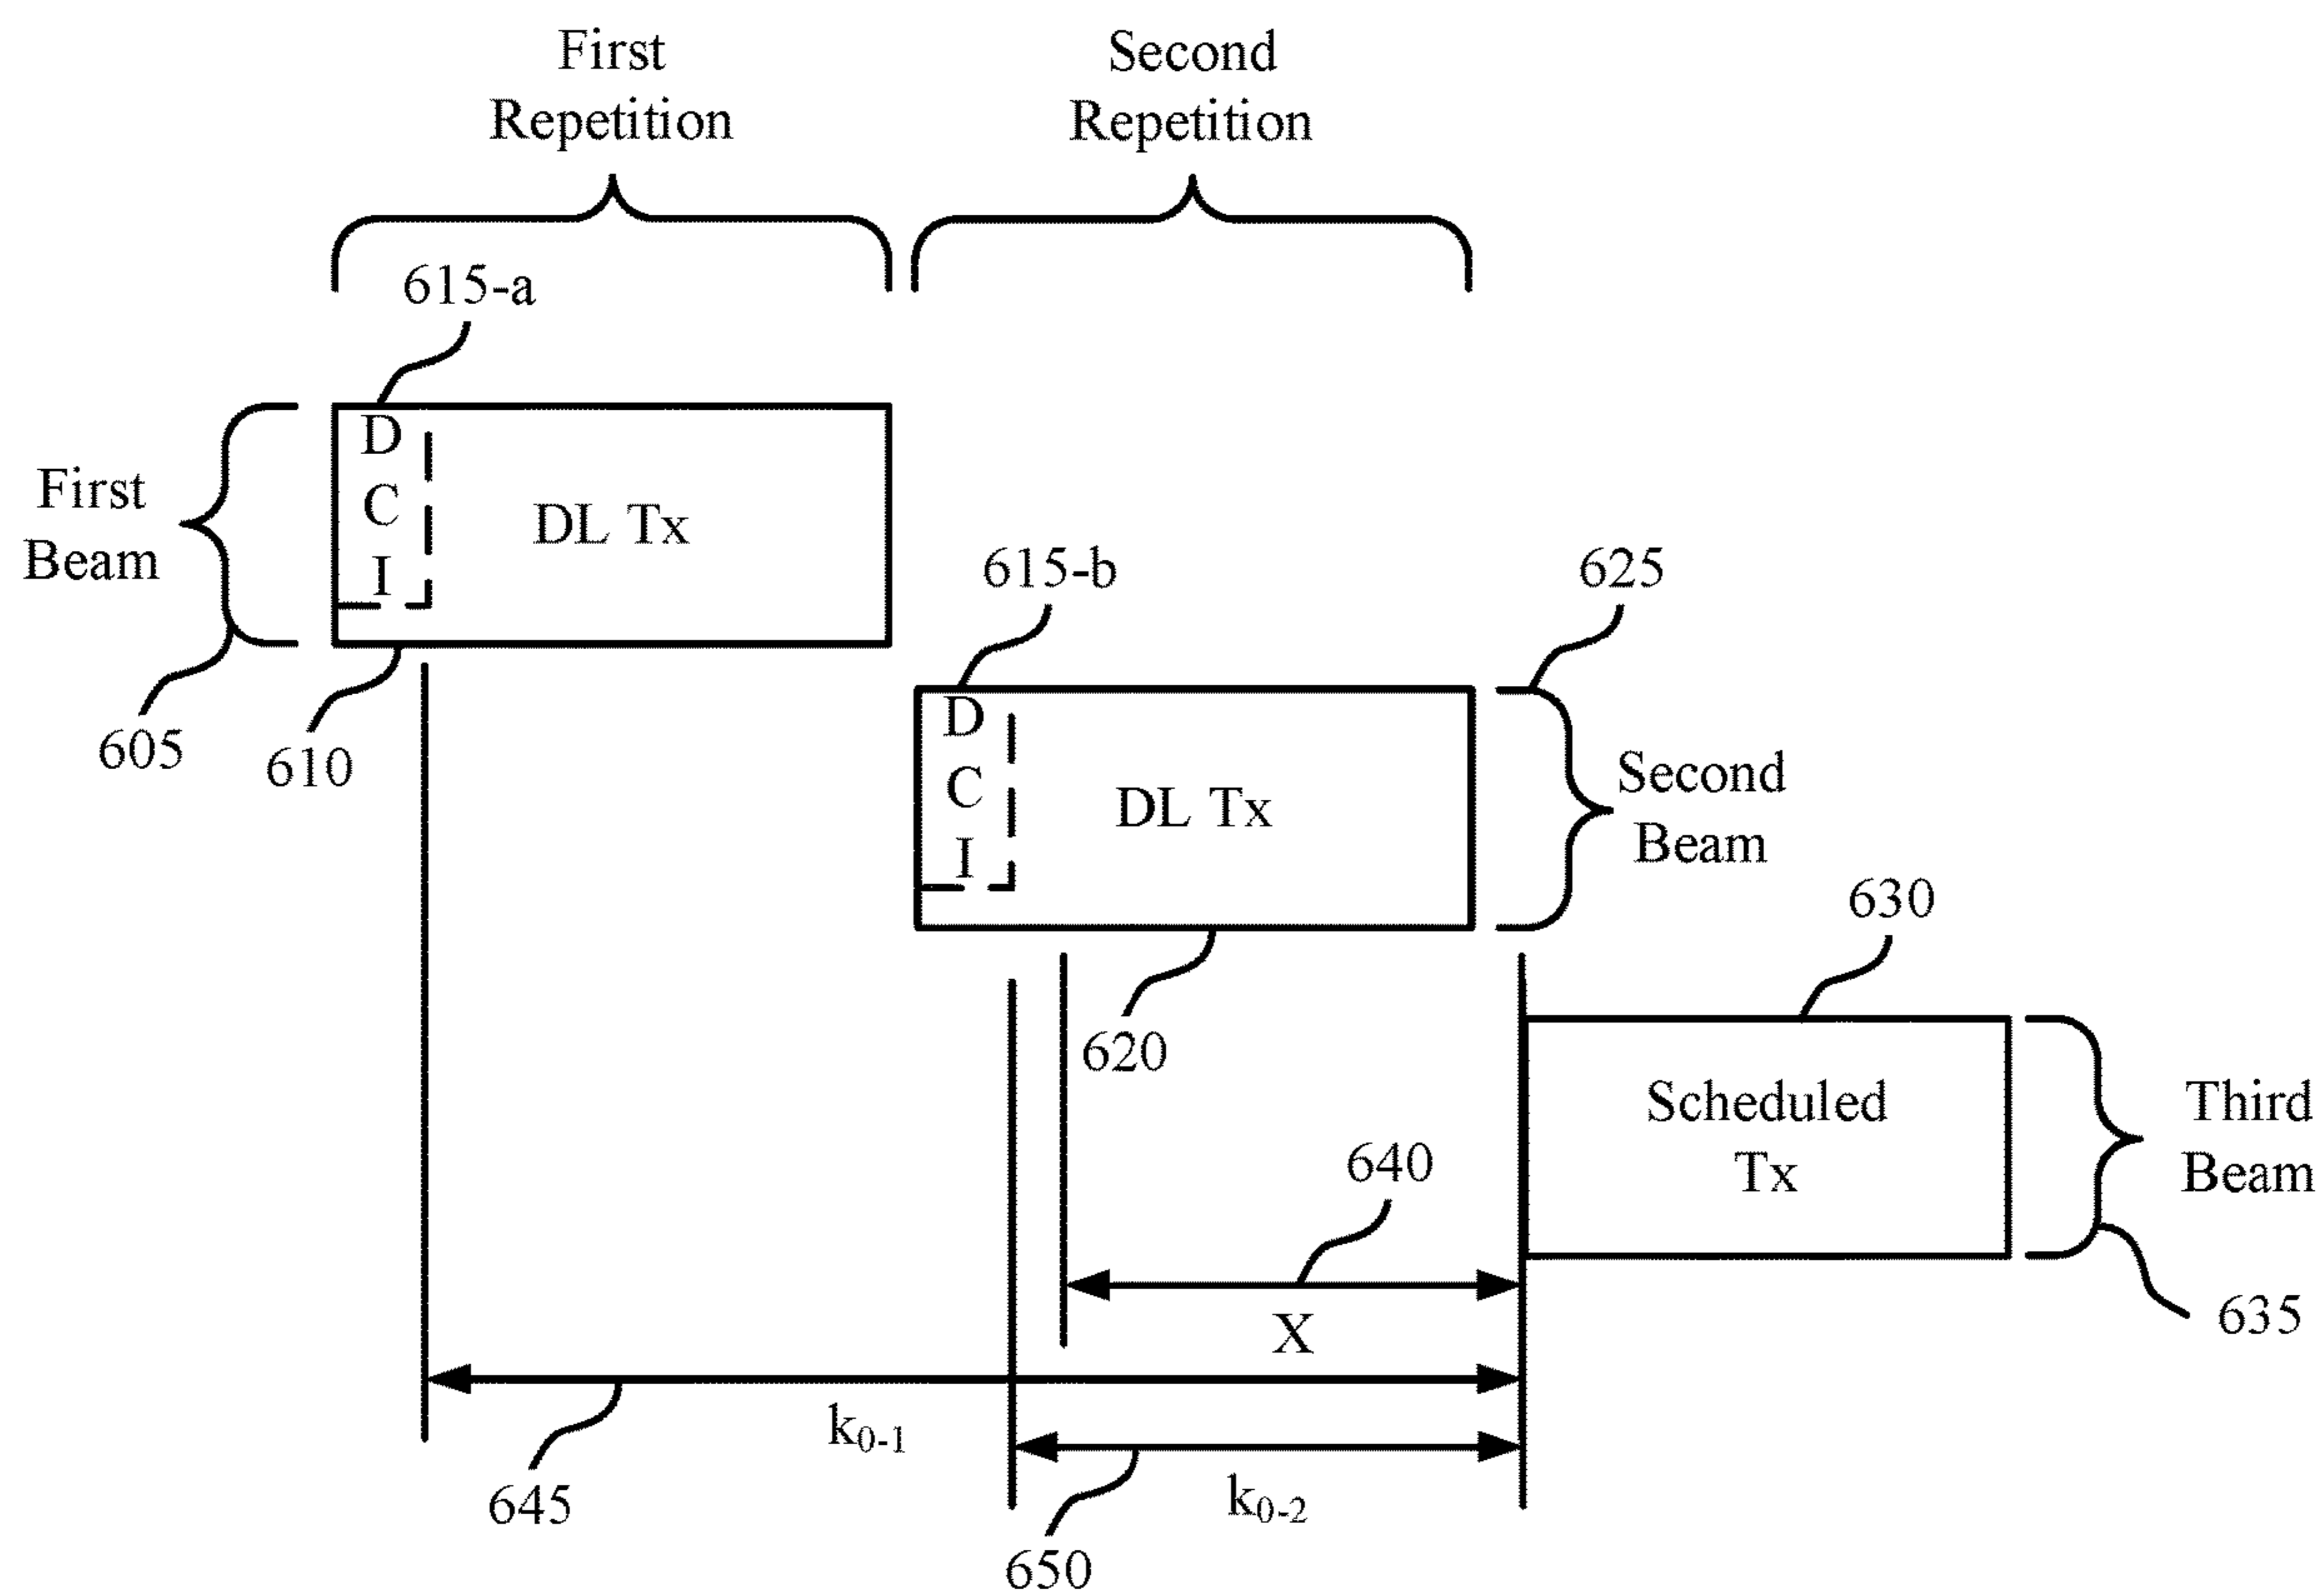 First
Repetition
Second
Repetition
615-a
First
Beam
D
C
I
DL Tx
605
610
615-b
625
D
C
I
DL Tx
Second
Beam
620
630
Scheduled
Tx
Third
Beam
635
640
X
k0-1
645
k0-2
650